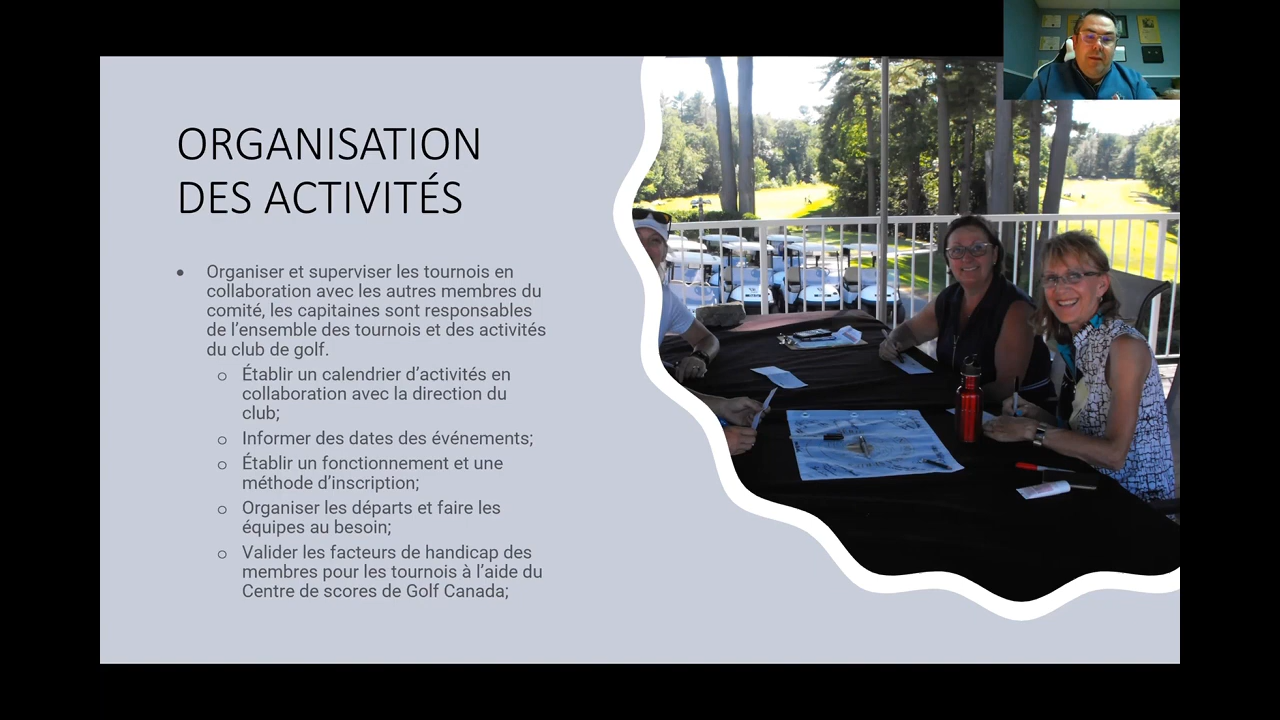 ORGANISATION
DES ACTIVITÉS
• Organiser et superviser les tournois en
collaboration avec les autres membres du
comité, les capitaines sont responsables
de l’ensemble des tournois et des activités
du club de golf.
o Établir un calendrier d’activités en
collaboration avec la direction du
club;
o Informer des dates des événements;
o Établir un fonctionnement et une
méthode d’inscription;
o Organiser les départs et faire les
équipes au besoin;
o Valider les facteurs de handicap des
membres pour les tournois à l’aide du
Centre de scores de Golf Canada;